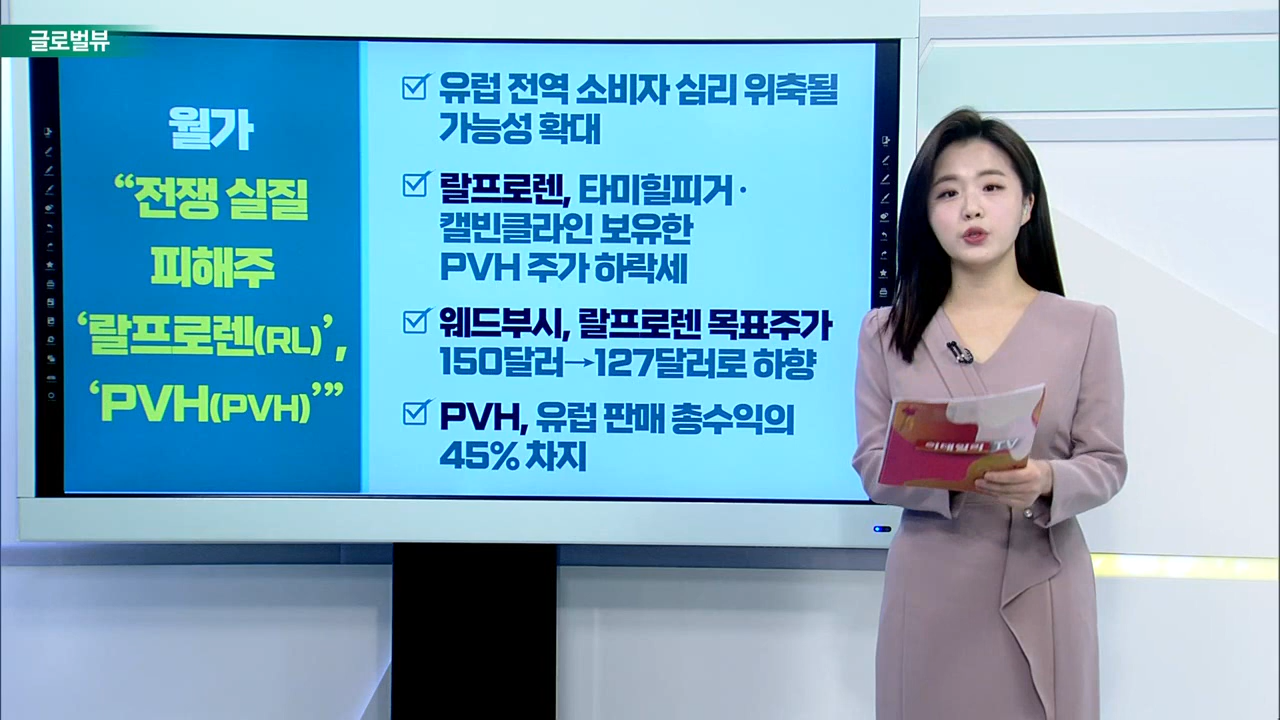 글로벌뷰
월가
“전쟁 실질
피해주
‘랄프로렌(RL)’,
‘PVH(PVH)’”
유럽 전역 소비자 심리 위축될
가능성 확대
랄프로렌, 타미힐피거·
캘빈클라인 보유한
PVH 주가 하락세
웨드부시, 랄프로렌 목표주가
150달러→127달러로 하향
PVH, 유럽 판매 총수익의
45% 차지
이데일리 TV